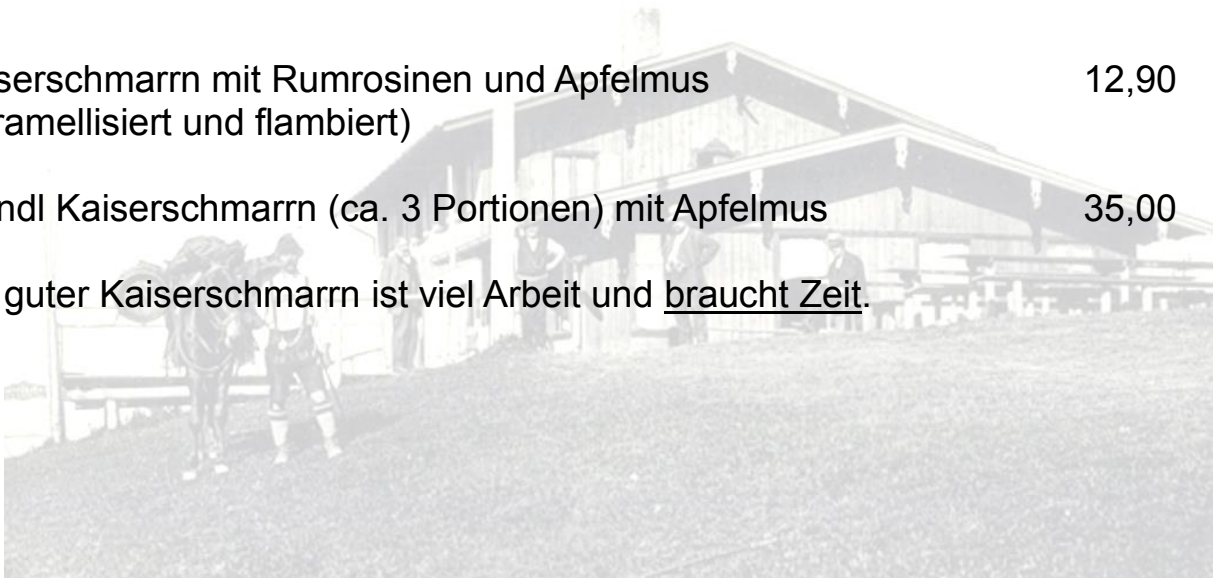 serschmarrn mit Rumrosinen und Apfelmus 12,90
ramellisiert und flambiert)
ndl Kaiserschmarrn (ca. 3 Portionen) mit Apfelmus 35,00
guter Kaiserschmarrn ist viel Arbeit und braucht Zeit.